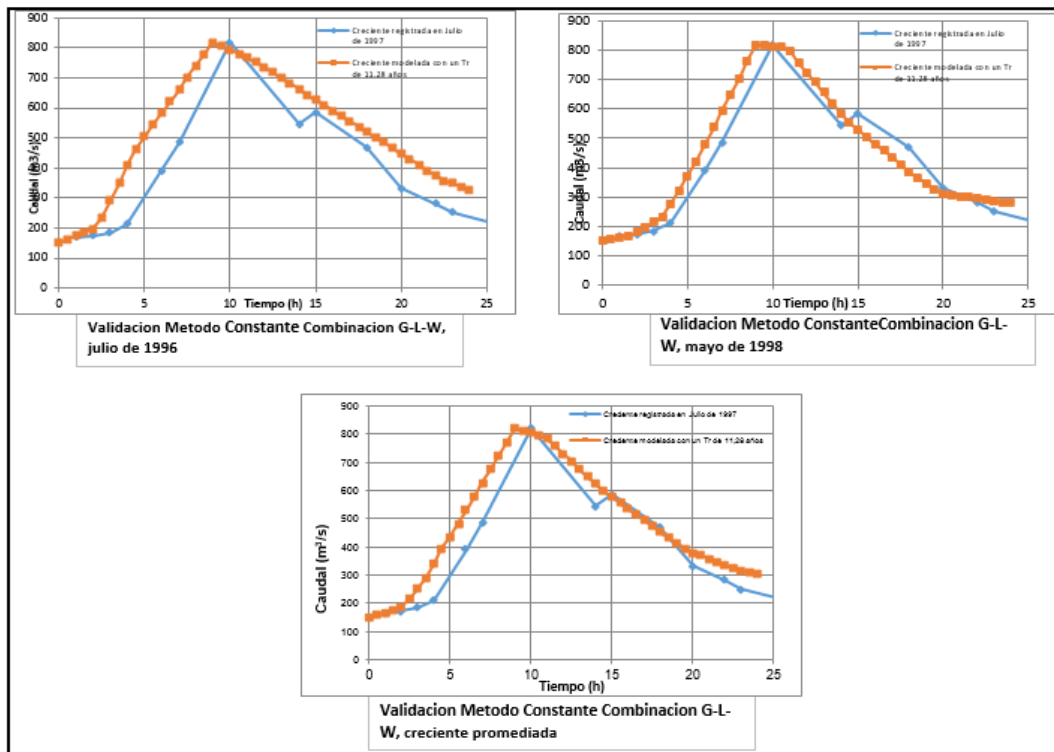 900
800
700
600
500
400
300
200
100
0
Caudal (m3/s)
Creciente registrada en Julio
de 1997
Creciente modelada con un Tr
de 11,28 años
0
5
10
Tiempo (h)
15
20
25
Validacion Metodo Constante Combinacion G-L-W,
julio de 1996
900
800
700
600
500
400
300
200
100
0
Caudal (m3/s)
Creciente registrada en Julio
de 1997
Creciente modelada con un Tr
de 11,28 años
0
5
10
Tiempo (h)
15
20
25
Validacion Metodo ConstanteCombinacion G-L-
W, mayo de 1998
900
800
700
600
500
400
300
200
100
0
Caudal (m³/s)
Credente registrada en Julio de 1997
Credente modelada con un Tr de 11,28 años
0
5
10
15
20
25
Tiempo (h)
Validacion Metodo Constante Combinacion G-L-
W, creciente promediada